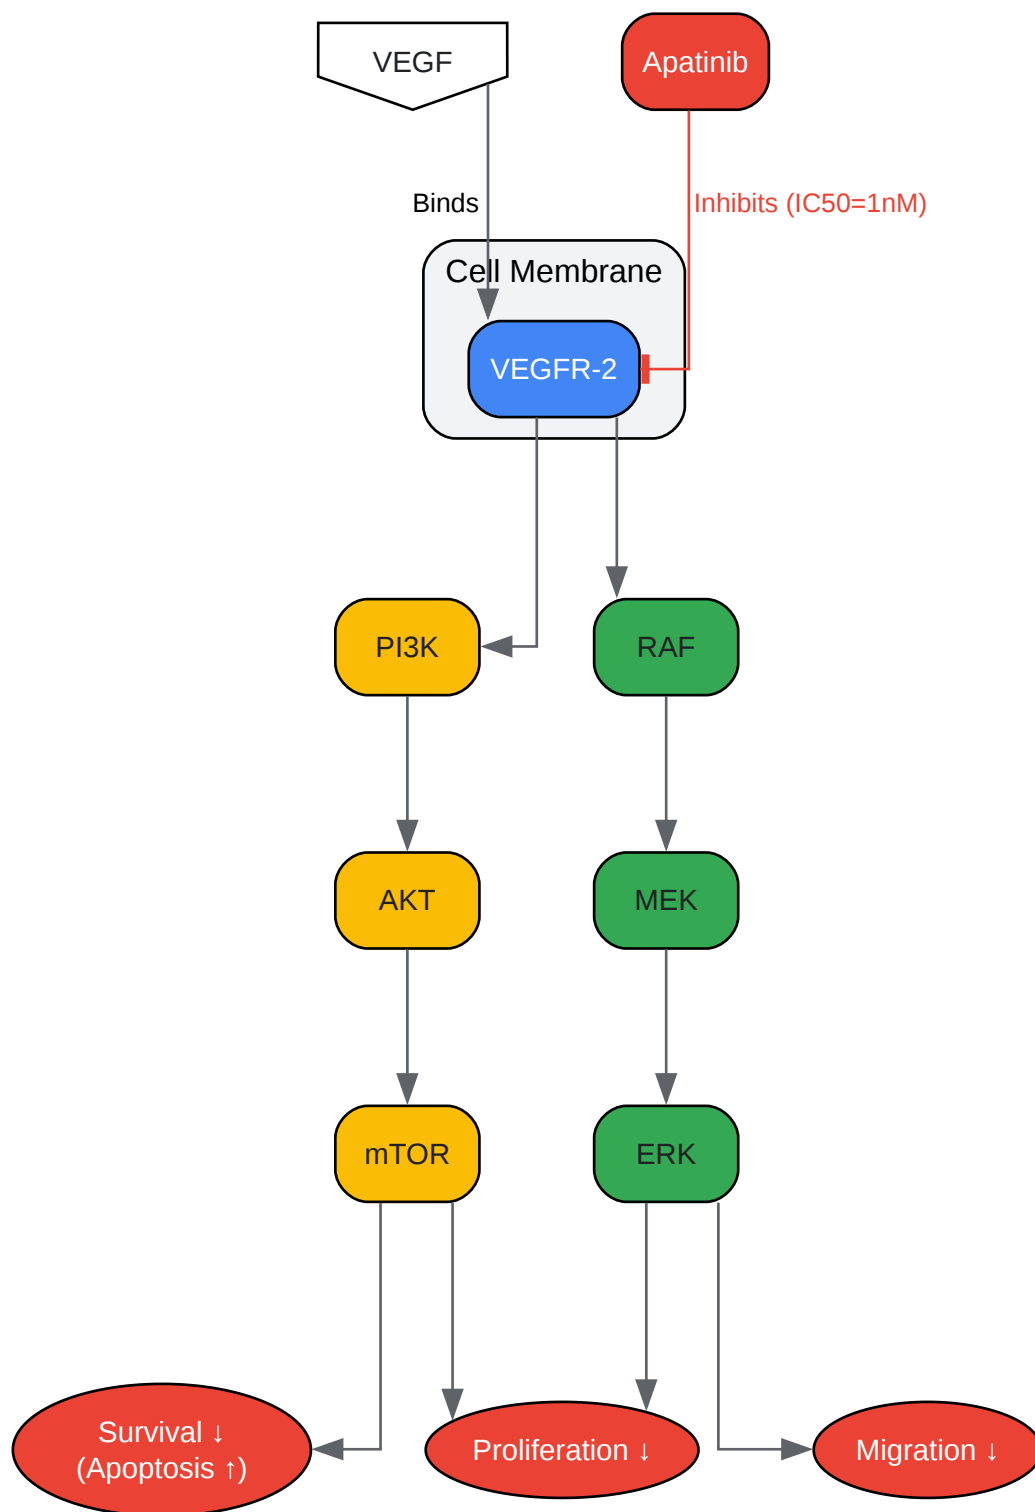 VEGF
Apatinib
Binds
Inhibits (IC50=1nM)
Cell Membrane
VEGFR-2
PI3K
RAF
AKT
MEK
mTOR
ERK
Survival ↓
(Apoptosis ↑)
Proliferation ↓
Migration ↓